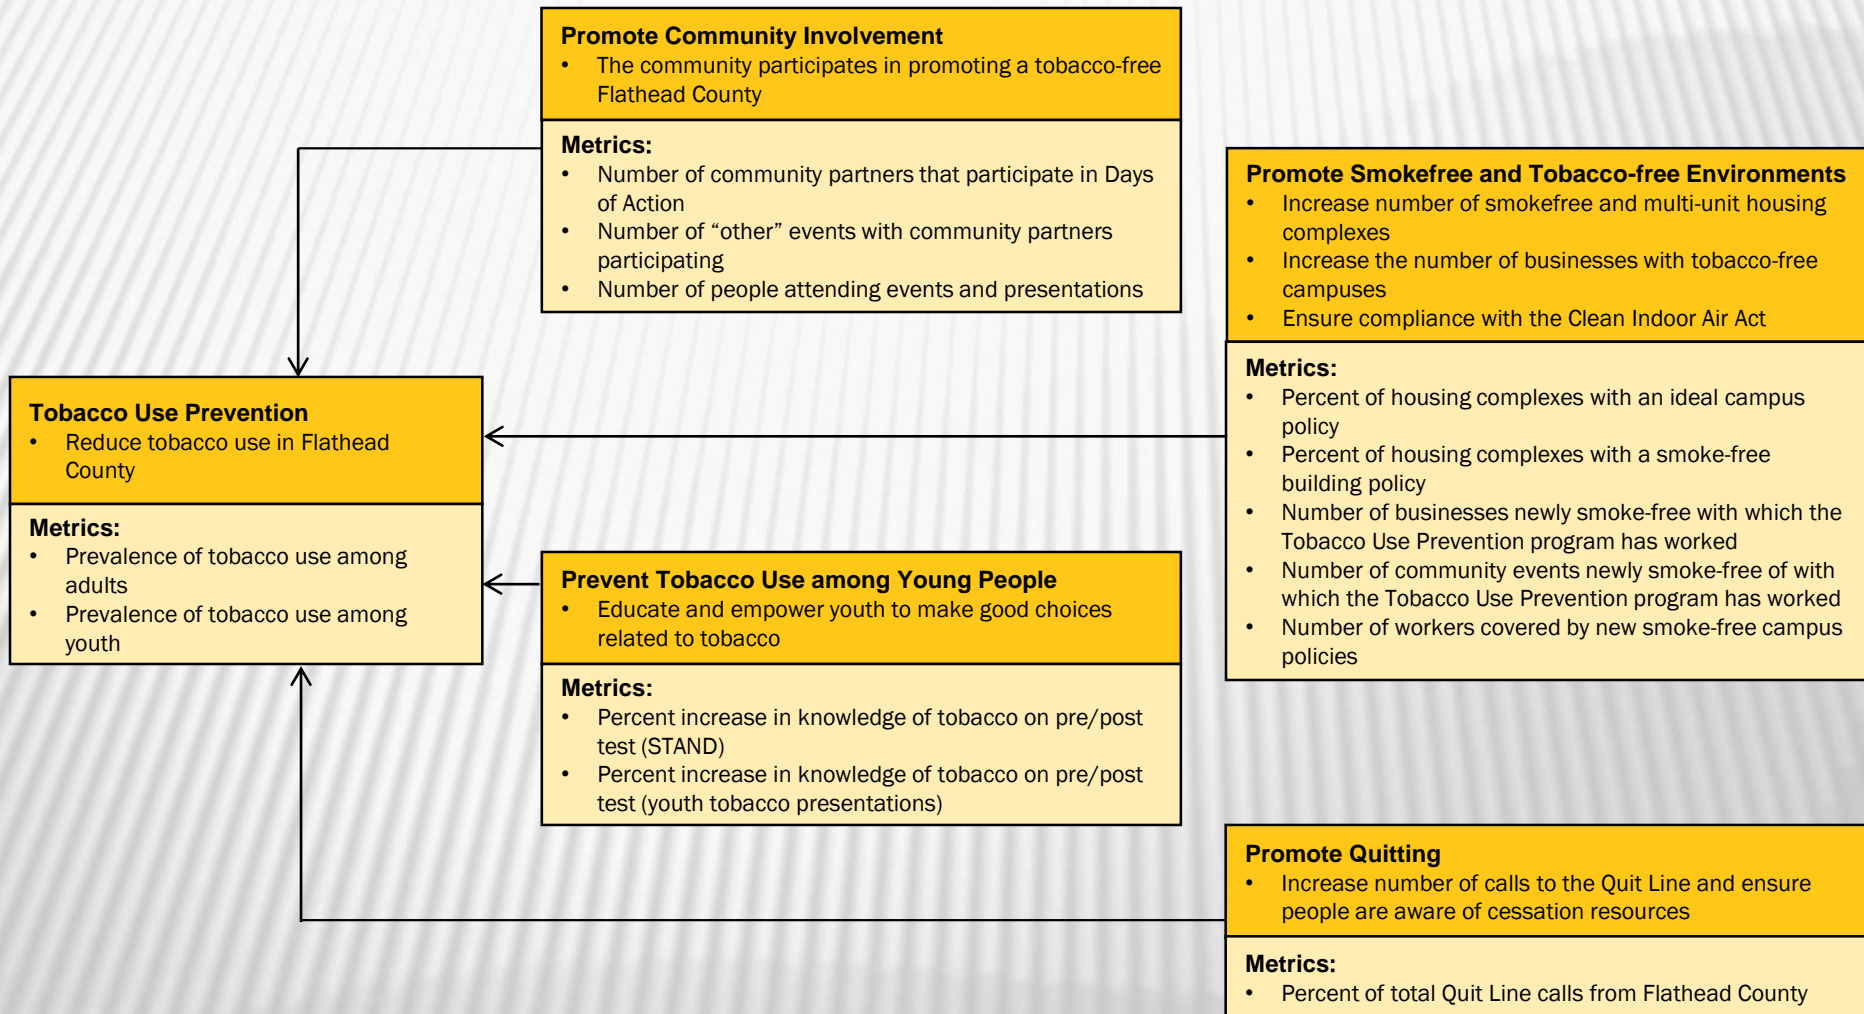 Promote Community Involvement
• The community participates in promoting a tobacco-free
Flathead County
Metrics:
• Number of community partners that participate in Days
of Action
• Number of “other” events with community partners
participating
• Number of people attending events and presentations
Promote Smokefree and Tobacco-free Environments
• Increase number of smokefree and multi-unit housing
complexes
• Increase the number of businesses with tobacco-free
campuses
• Ensure compliance with the Clean Indoor Air Act
Metrics:
• Percent of housing complexes with an ideal campus
policy
• Percent of housing complexes with a smoke-free
building policy
• Number of businesses newly smoke-free with which the
Tobacco Use Prevention program has worked
• Number of community events newly smoke-free of with
which the Tobacco Use Prevention program has worked
• Number of workers covered by new smoke-free campus
policies
Tobacco Use Prevention
• Reduce tobacco use in Flathead
County
Metrics:
• Prevalence of tobacco use among
adults
• Prevalence of tobacco use among
youth
Prevent Tobacco Use among Young People
• Educate and empower youth to make good choices
related to tobacco
Metrics:
• Percent increase in knowledge of tobacco on pre/post
test (STAND)
• Percent increase in knowledge of tobacco on pre/post
test (youth tobacco presentations)
Promote Quitting
• Increase number of calls to the Quit Line and ensure
people are aware of cessation resources
Metrics:
• Percent of total Quit Line calls from Flathead County